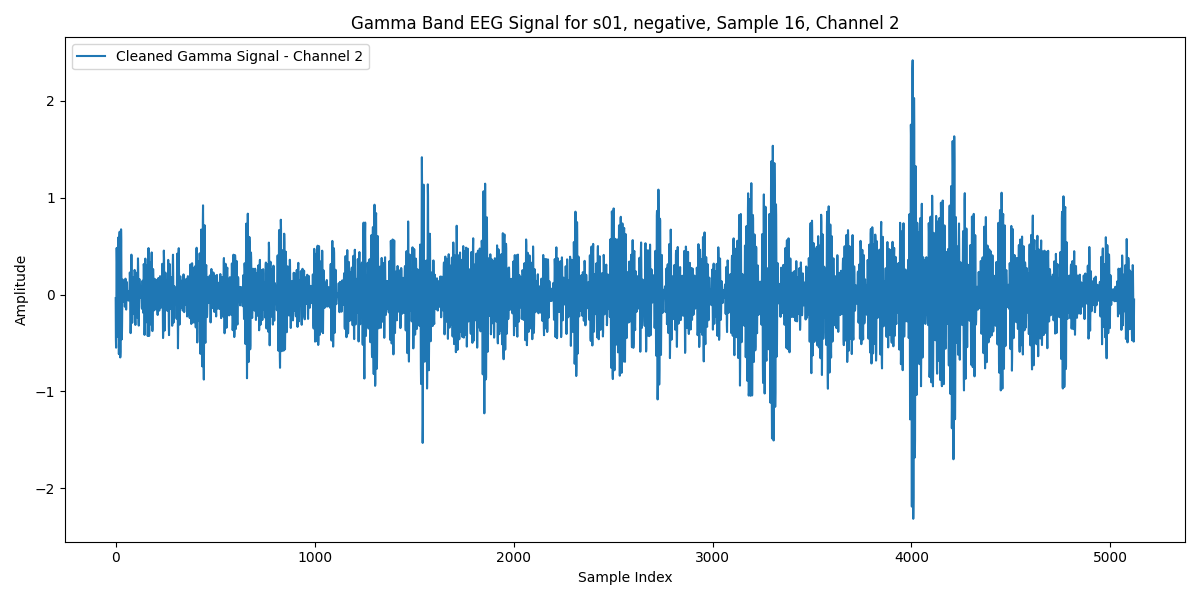 Gamma Band EEG Signal for s01, negative, Sample 16, Channel 2
Cleaned Gamma Signal - Channel 2
2
1
0
−1
−2
Amplitude
0 1000 2000 3000 4000 5000
Sample Index